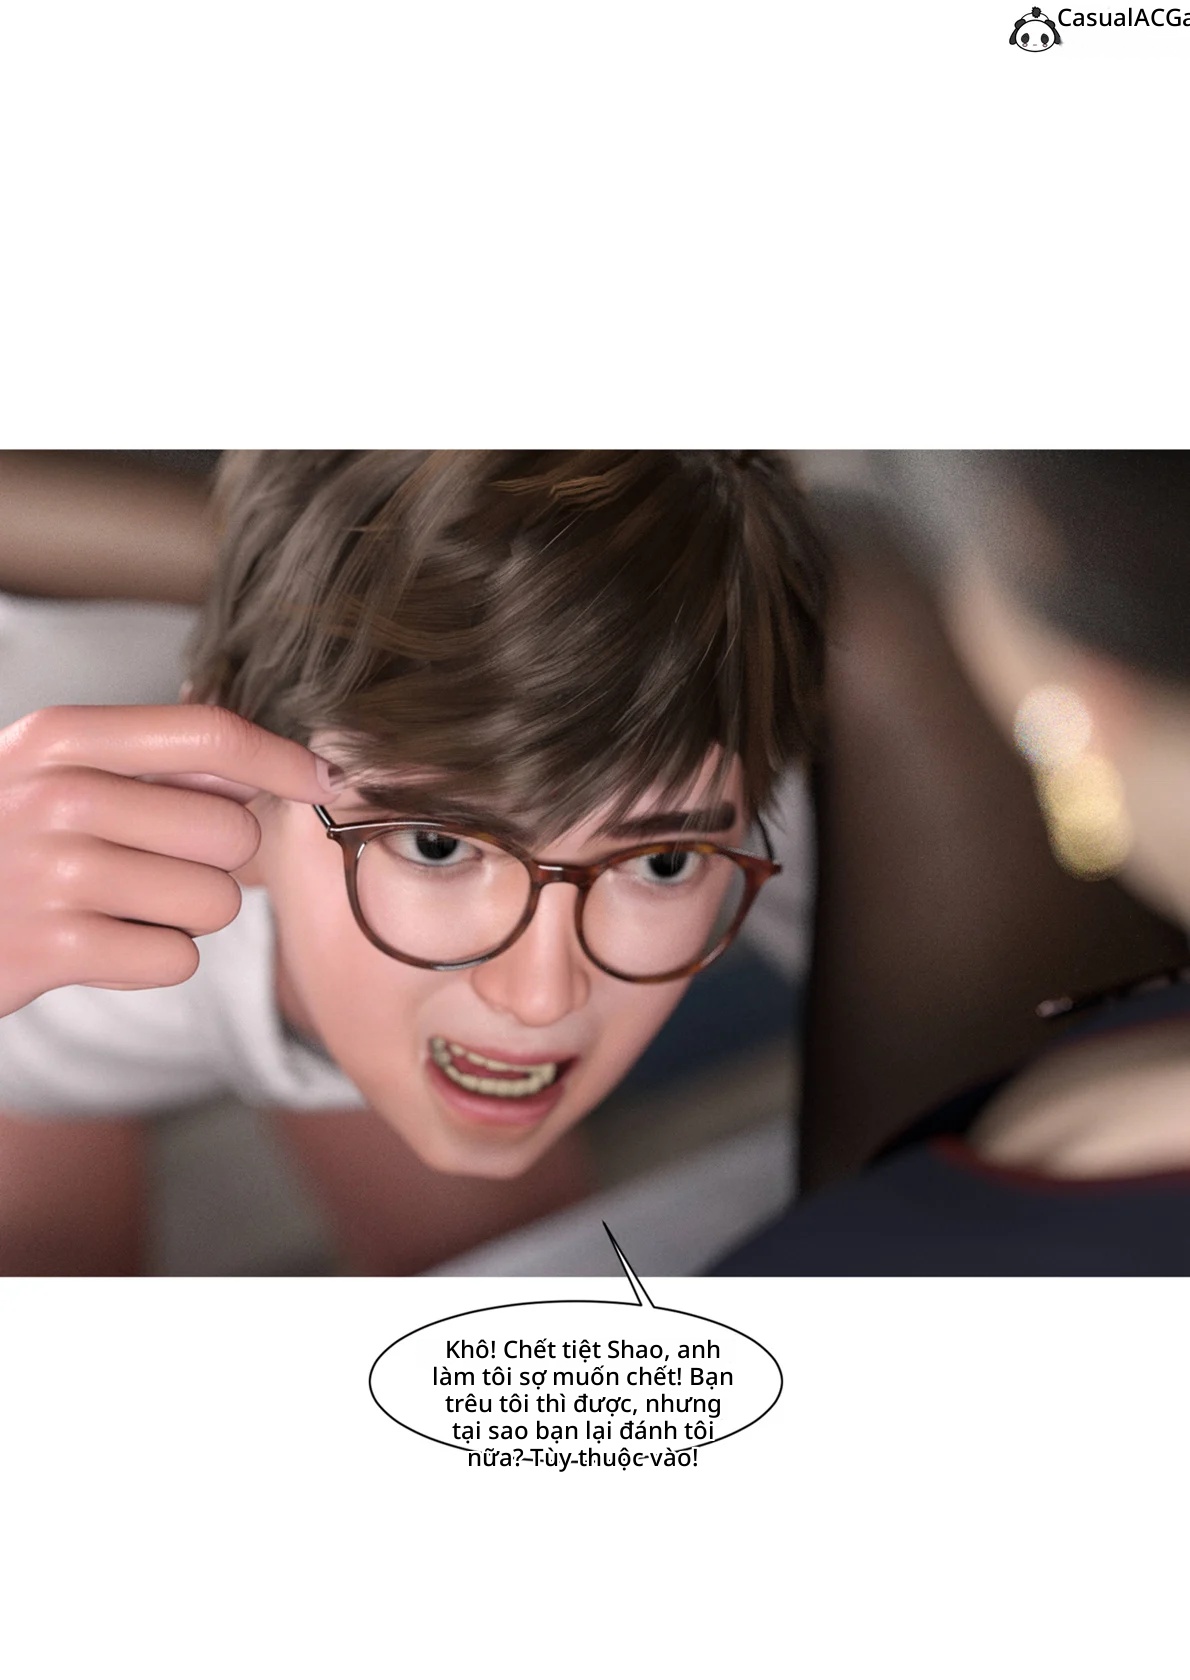 CasualACGa
Khô! Chết tiệt Shao, anh
làm tôi sợ muốn chết! Bạn
trêu tôi thì được, nhưng
tại sao bạn lại đánh tôi
nữa? Tùy thuộc vào!